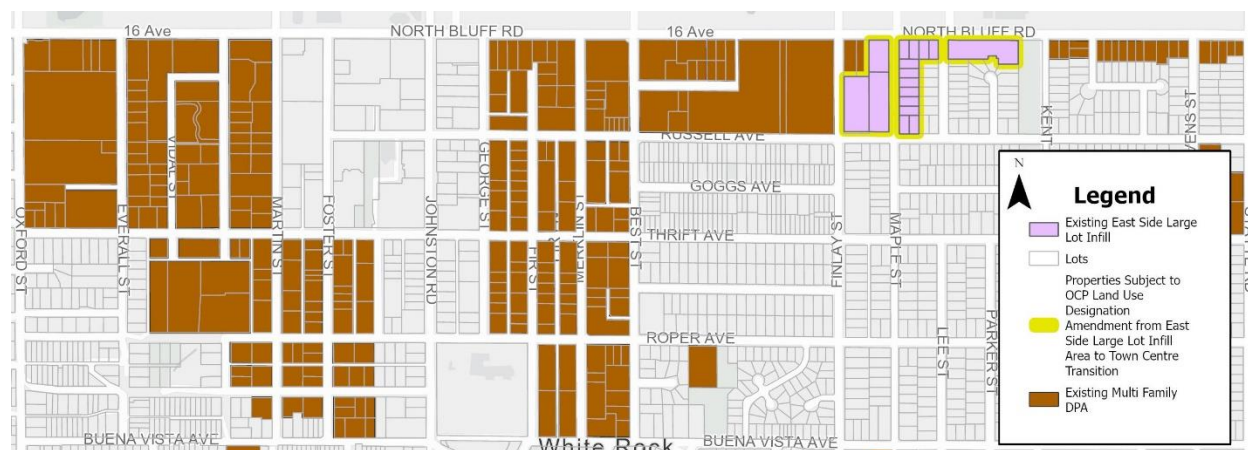 16 Ave
NORTH BLUFF RD
16 Ave
NORTH BLUFF RD
RUSSELL AVE
KENT
VIDAL ST
GEORGE ST
GOGGS AVE
OXFORD ST
EVERALL ST
MARTIN ST
FOSTER ST
JOHNSTON RD
FIR ST
BEST ST
THRIFT AVE
FINLAY ST
MAPLE ST
ROPER AVE
LEE ST
PARKER ST
BUENA VISTA AVE
White Rock
BUENA VISTA AVE
N
Legend
Existing East Side Large
Lot Infill
Lots
Properties Subject to
OCP Land Use
Designation
Amendment from East
Side Large Lot Infill
Area to Town Centre
Transition
Existing Multi Family
DPA